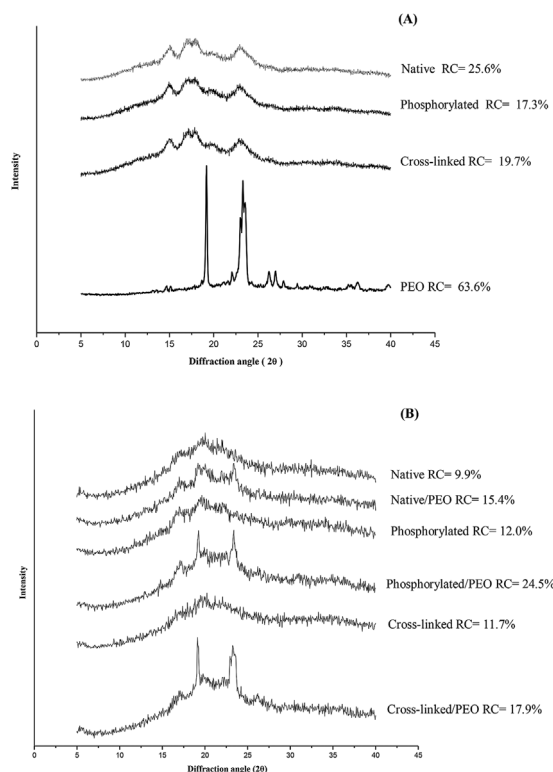 (A)
Native RC= 25.6%
Phosphorylated RC= 17.3%
Cross-linked RC= 19.7%
PEO RC= 63.6%
Intensity
0 5 10 15 20 25 30 35 40 45
Diffraction angle ( 2θ )
(B)
Native RC= 9.9%
Native/PEO RC= 15.4%
Phosphorylated RC= 12.0%
Phosphorylated/PEO RC= 24.5%
Cross-linked RC= 11.7%
Cross-linked/PEO RC= 17.9%
Intensity
0 5 10 15 20 25 30 35 40 45
Diffraction angle (2θ)